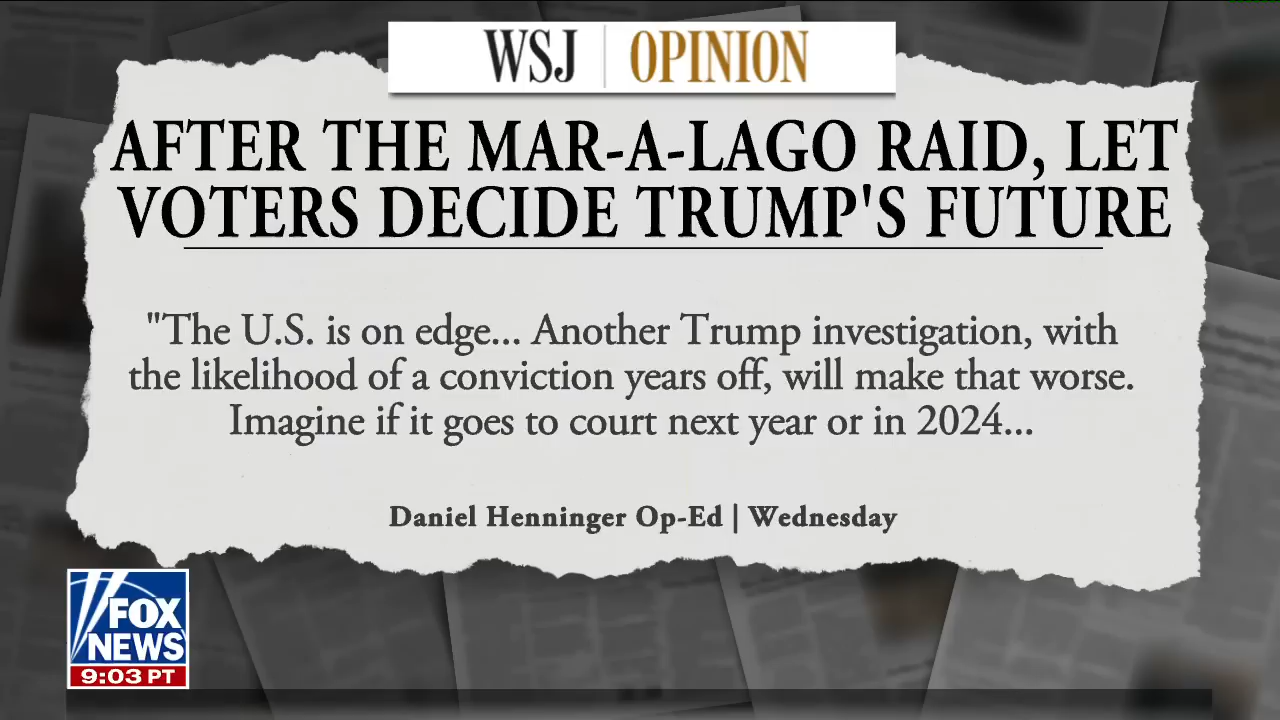 WSJ | OPINION
AFTER THE MAR-A-LAGO RAID, LET
VOTERS DECIDE TRUMP'S FUTURE
"The U.S. is on edge... Another Trump investigation, with
the likelihood of a conviction years off, will make that worse.
Imagine if it goes to court next year or in 2024...
Daniel Henninger Op-Ed | Wednesday
FOX
NEWS
9:03 PT